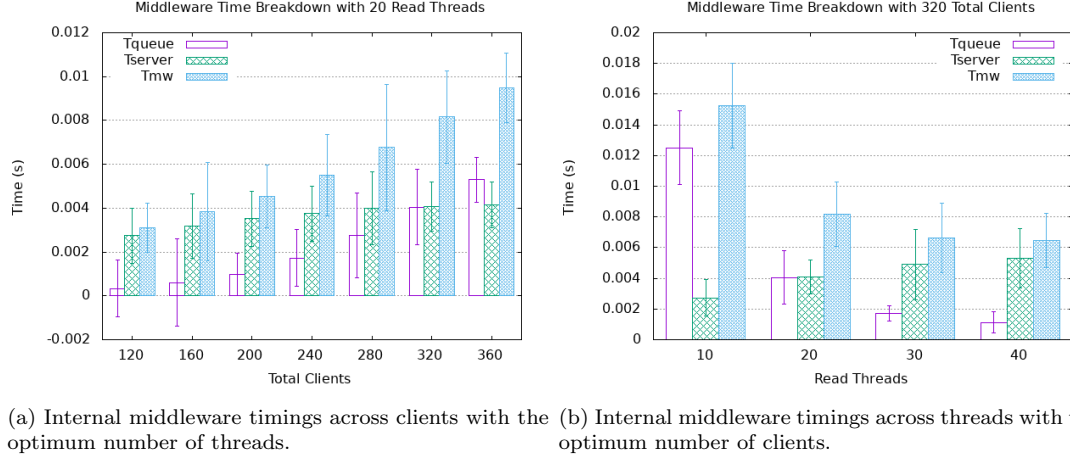 Middleware Time Breakdown with 20 Read Threads
0.012
0.01
0.008
0.006
0.004
0.002
0
-0.002
Time (s)
Tqueue
Tserver
Tmw
120 160 200 240 280 320 360
Total Clients
(a) Internal middleware timings across clients with the
optimum number of threads.
Middleware Time Breakdown with 320 Total Clients
0.02
0.018
0.016
0.014
0.012
0.01
0.008
0.006
0.004
0.002
0
Time (s)
Tqueue
Tserver
Tmw
10 20 30 40
Read Threads
(b) Internal middleware timings across threads with
optimum number of clients.